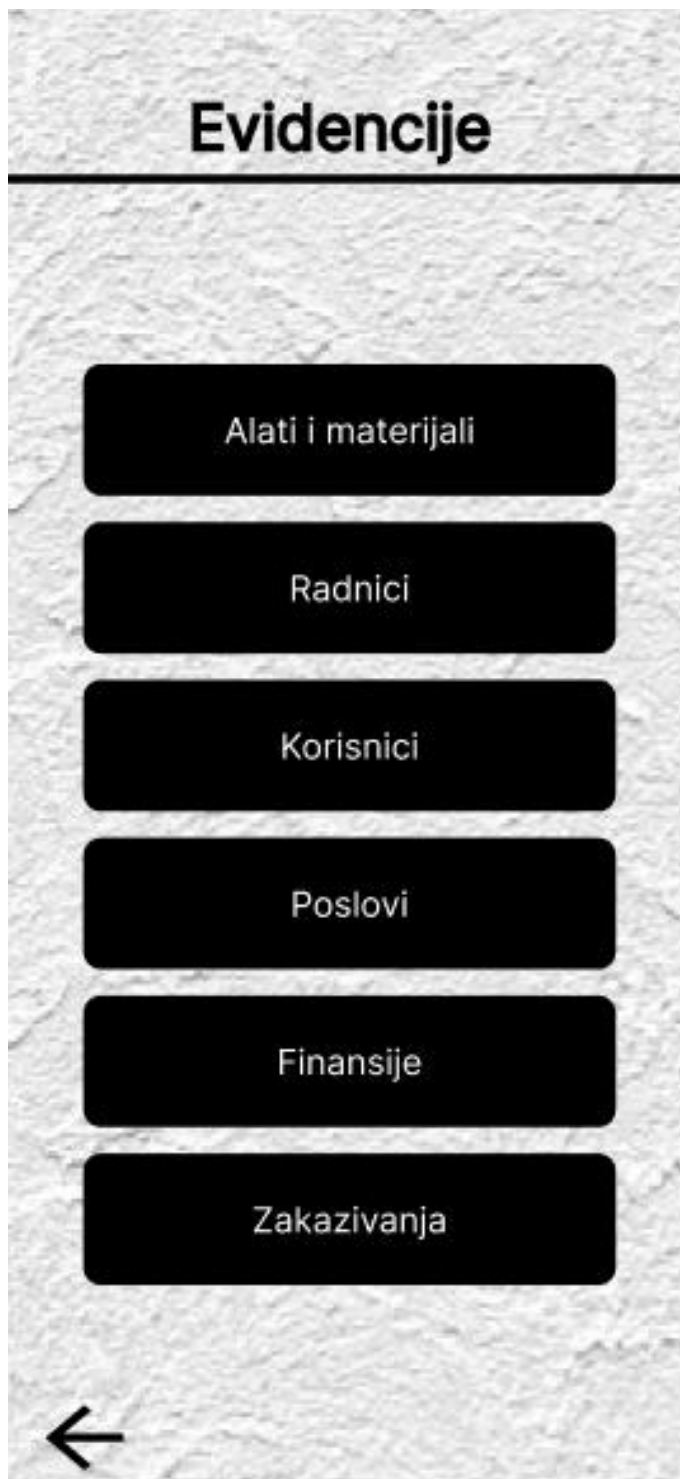 Evidencije
Alati i materijali
Radnici
Korisnici
Poslovi
Finansije
Zakazivanja